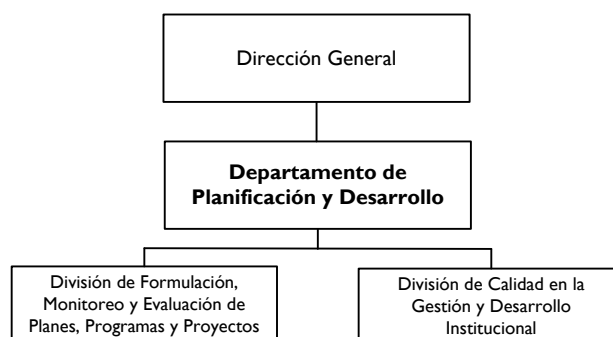 Dirección General
Departamento de
Planificación y Desarrollo
División de Formulación,
Monitoreo y Evaluación de
Planes, Programas y Proyectos
División de Calidad en la
Gestión y Desarrollo
Institucional